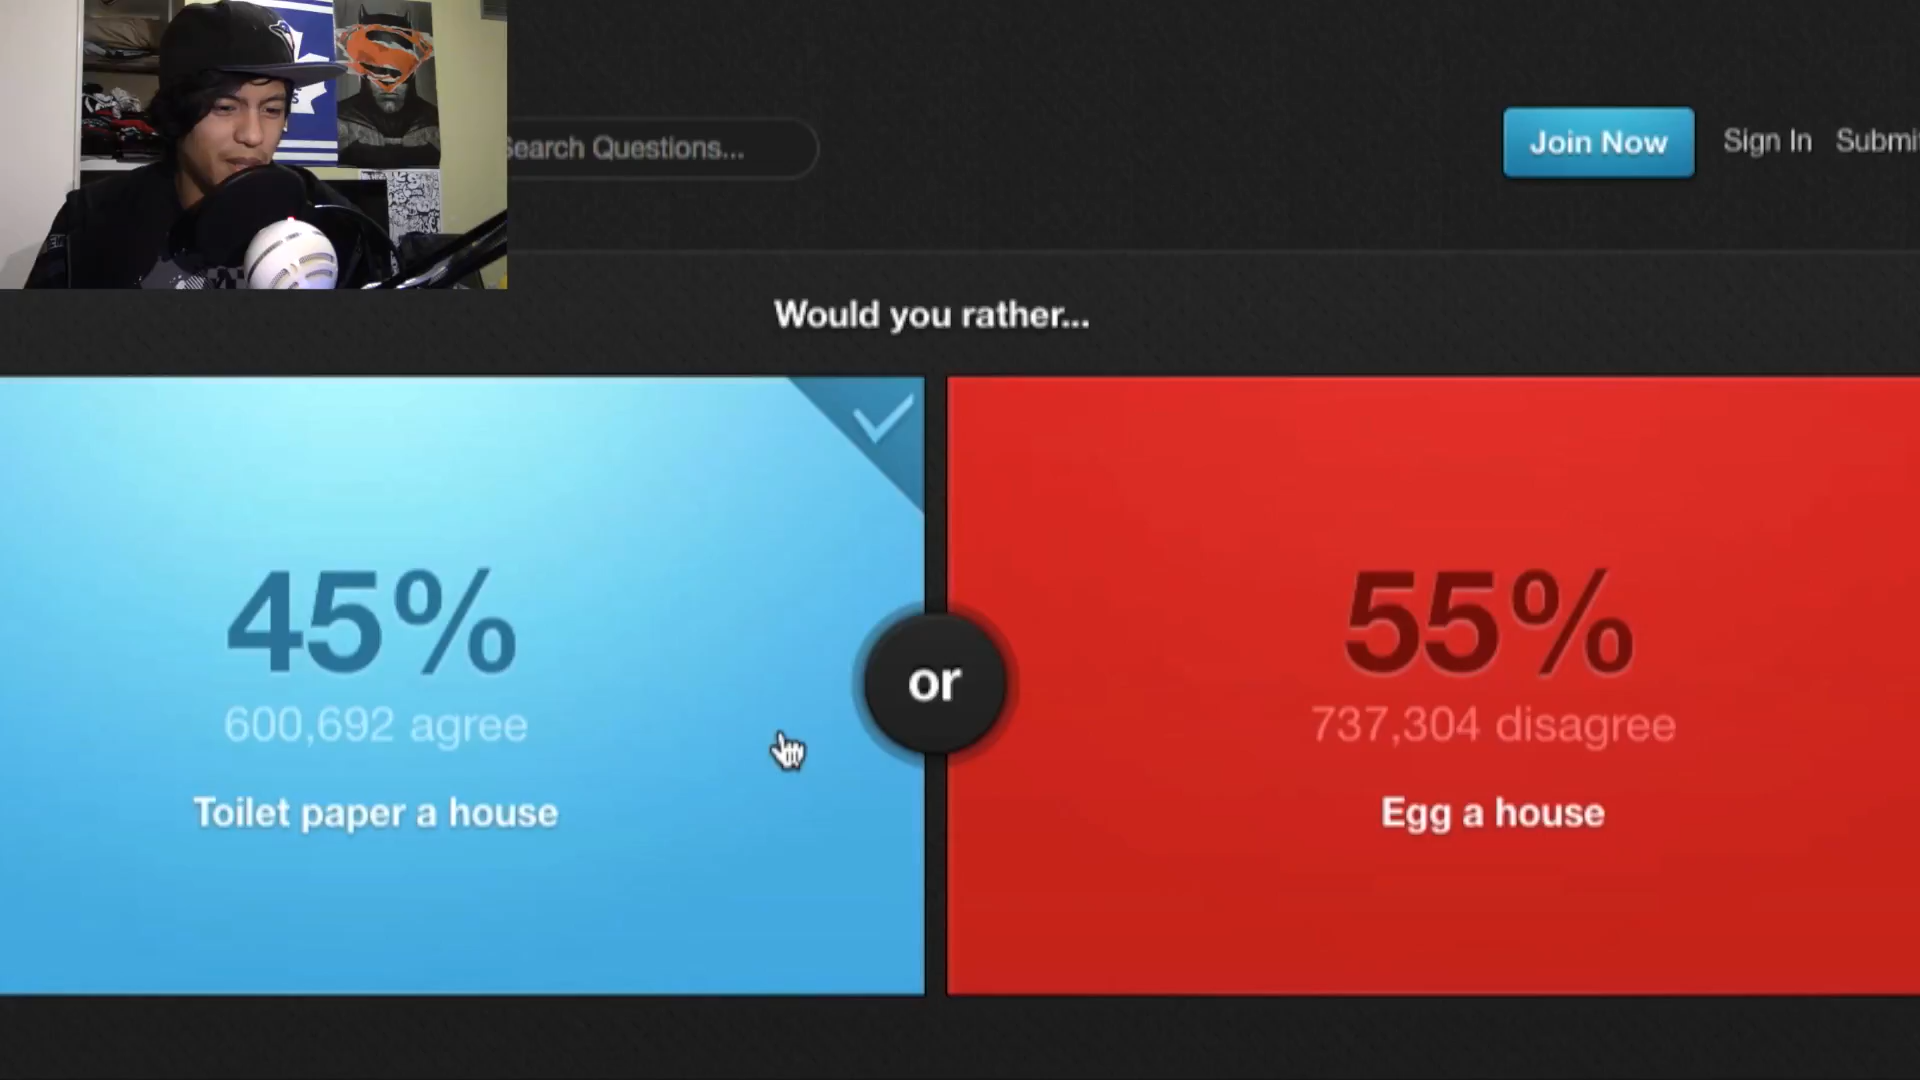 Search Questions...
Join Now
Sign In
Submit
Would you rather...
45%
600,692 agree
Toilet paper a house
or
55%
737,304 disagree
Egg a house